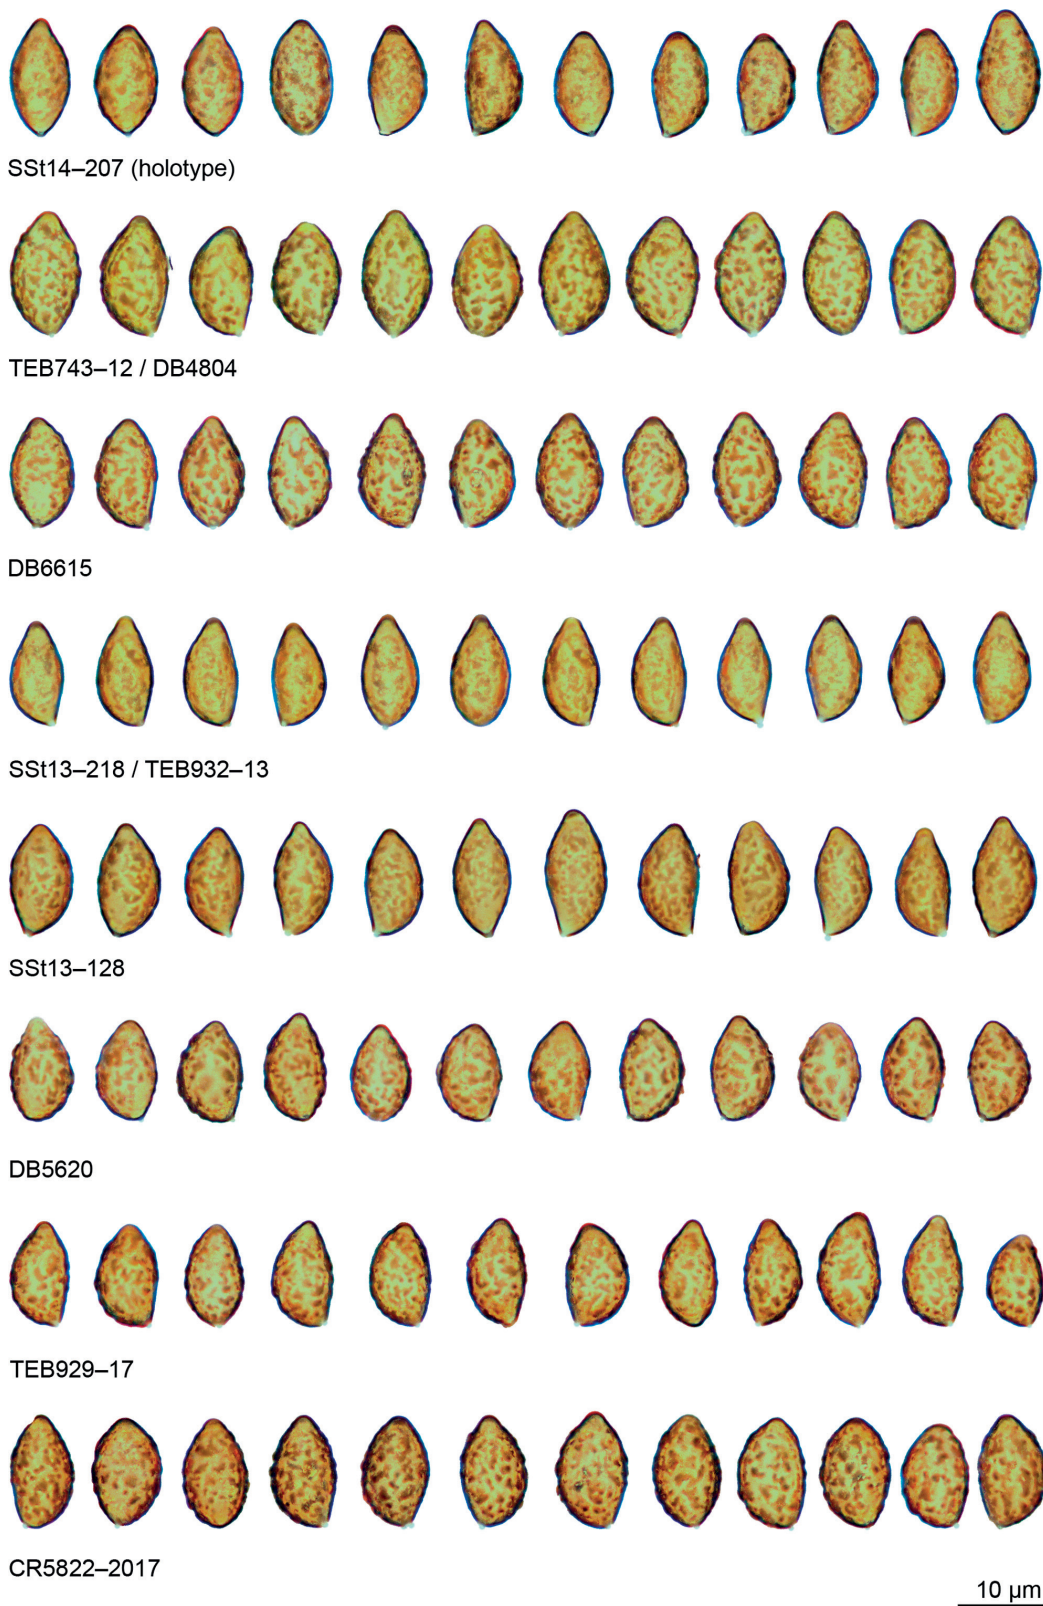 SSt14–207 (holotype)
TEB743–12 / DB4804
DB6615
SSt13–218 / TEB932–13
SSt13–128
DB5620
TEB929–17
CR5822–2017
10 µm